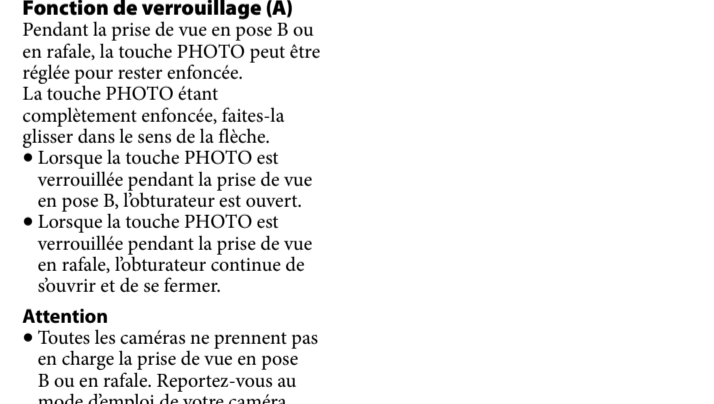 Fonction de verrouillage (A)
Pendant la prise de vue en pose B ou
en rafale, la touche PHOTO peut être
réglée pour rester enfoncée.
La touche PHOTO étant
complètement enfoncée, faites-la
glisser dans le sens de la flèche.
● Lorsque la touche PHOTO est
verrouillée pendant la prise de vue
en pose B, l’obturateur est ouvert.
● Lorsque la touche PHOTO est
verrouillée pendant la prise de vue
en rafale, l’obturateur continue de
s’ouvrir et de se fermer.
Attention
● Toutes les caméras ne prennent pas
en charge la prise de vue en pose
B ou en rafale. Reportez-vous au
mode d’emploi de votre caméra